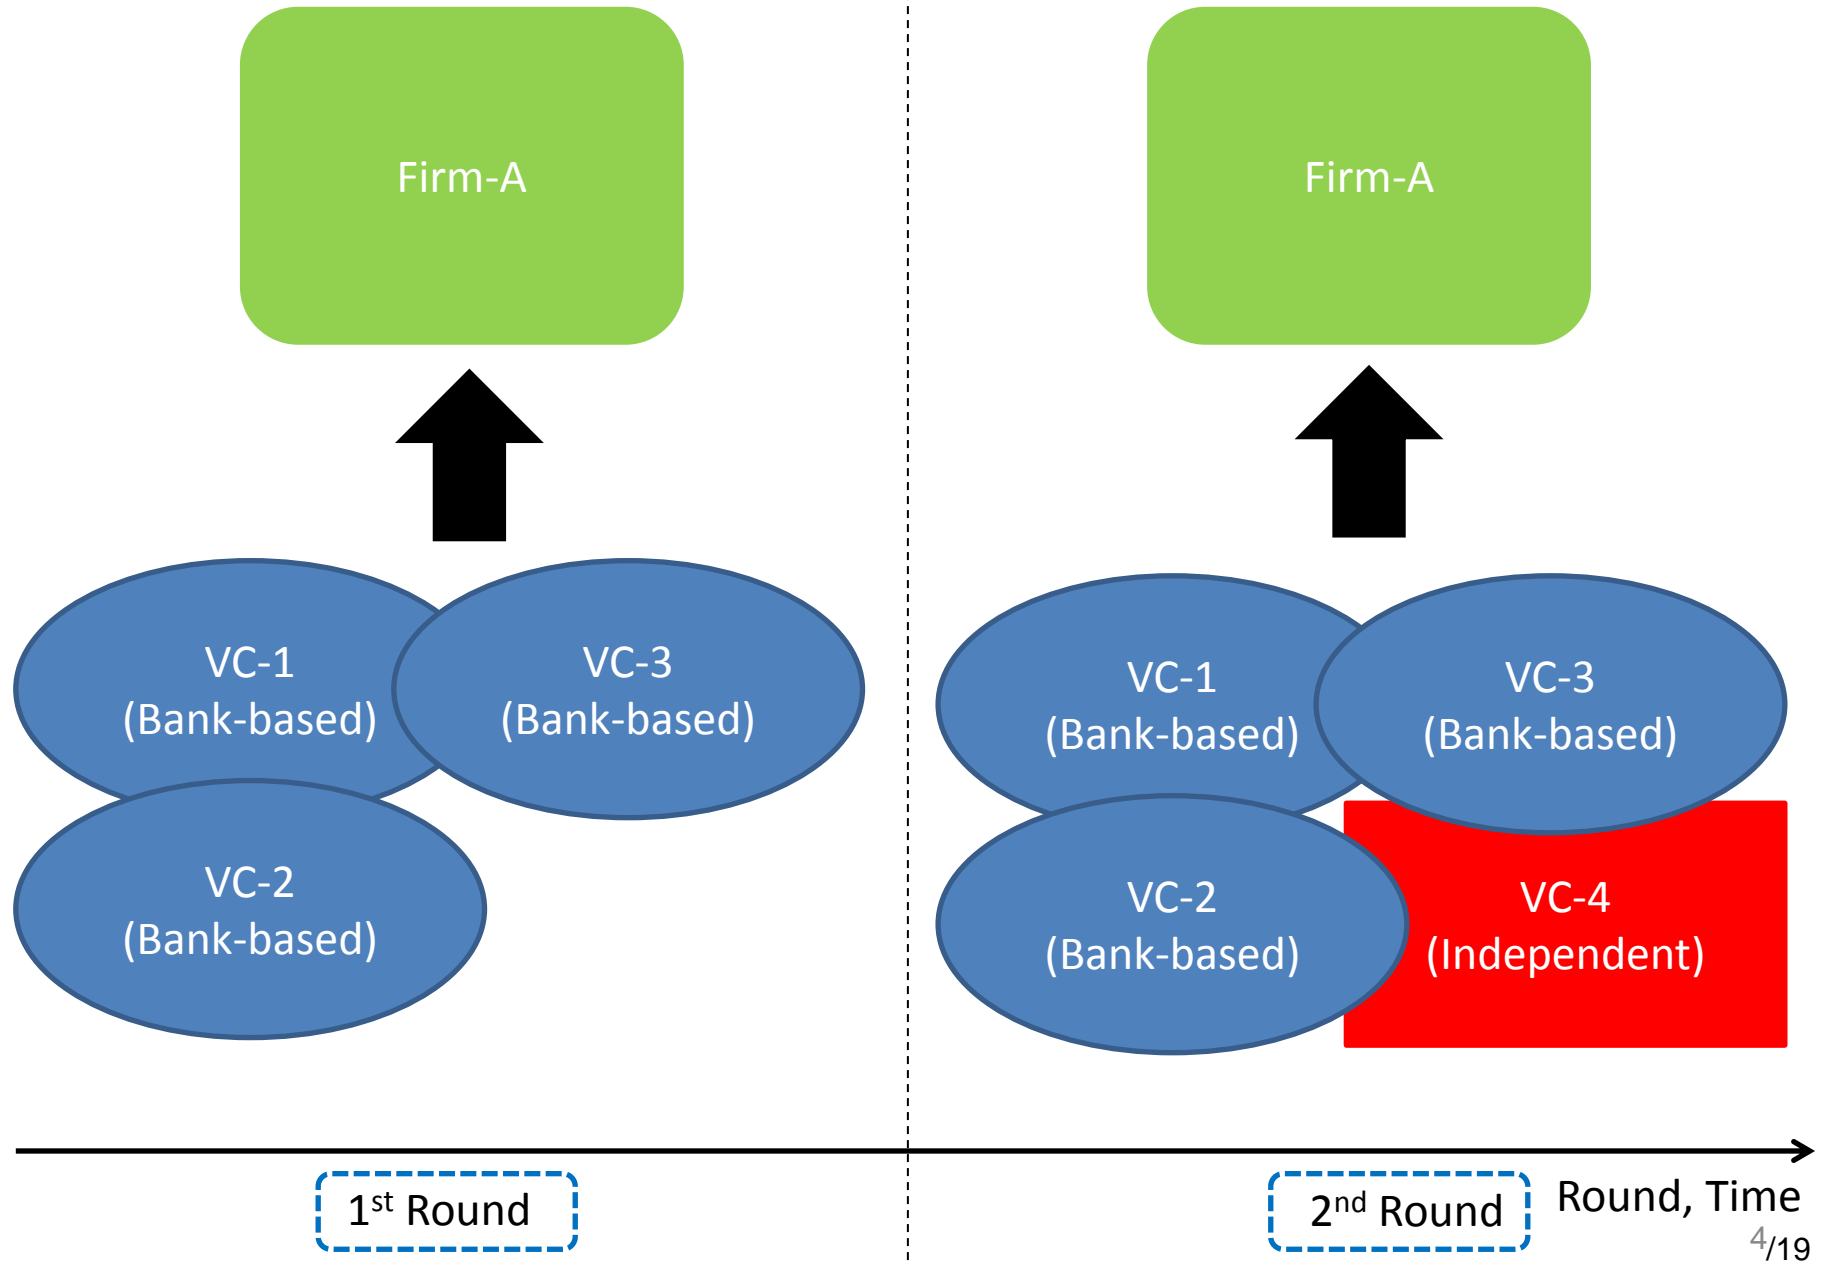 Firm-A
VC-1
(Bank-based)
VC-3
(Bank-based)
VC-2
(Bank-based)
1st Round
Firm-A
VC-1
(Bank-based)
VC-3
(Bank-based)
VC-2
(Bank-based)
VC-4
(Independent)
2nd Round
Round, Time
4/19